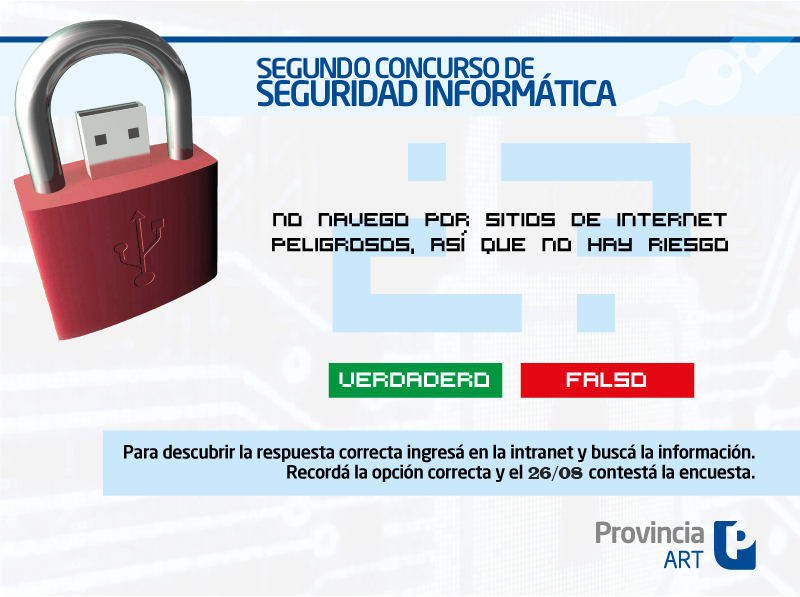 SEGUNDO CONCURSO DE
SEGURIDAD INFORMÁTICA
NO NAVEGO POR SITIOS DE INTERNET
PELIGROSOS, ASÍ QUE NO HAY RIESGO
VERDADERO FALSO
Para descubrir la respuesta correcta ingresá en la intranet y buscá la información.
Recordá la opción correcta y el 26/08 contestá la encuesta.
Provincia
ART